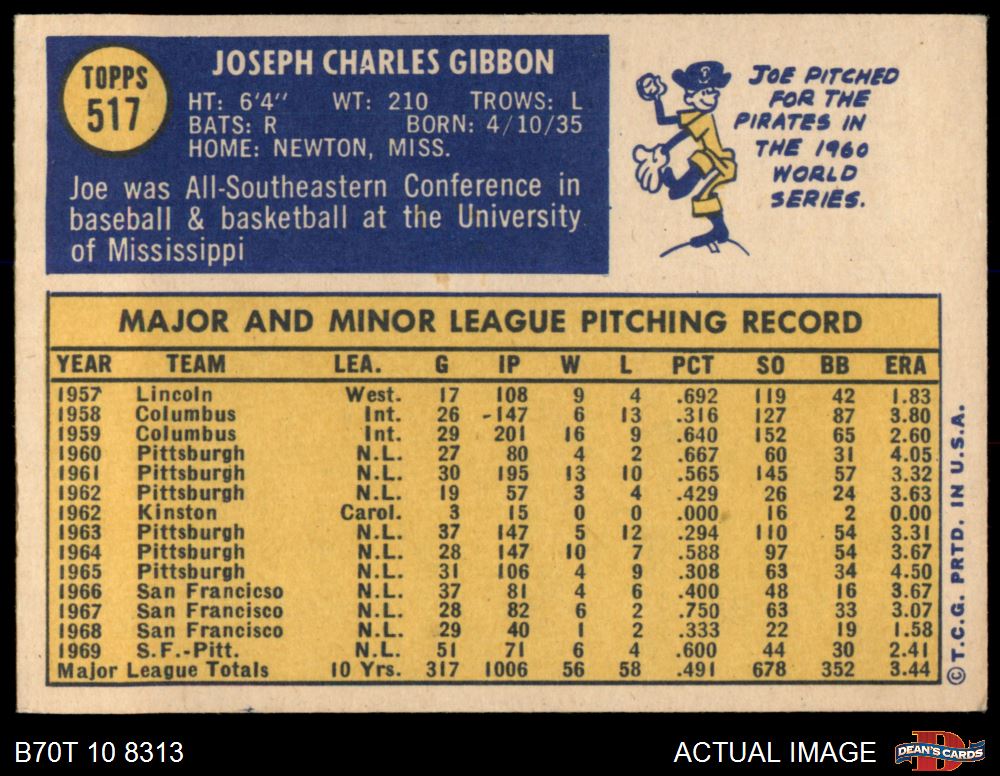 TOPPS
517
JOSEPH CHARLES GIBBON
HT: 6'4" WT: 210 TROWS: L
BATS: R BORN: 4/10/35
HOME: NEWTON, MISS.
Joe was All-Southeastern Conference in
baseball & basketball at the University
of Mississippi
JOE PITCHED
FOR THE
PIRATES IN
THE 1960
WORLD
SERIES.
P
MAJOR AND MINOR LEAGUE PITCHING RECORD
YEAR TEAM LEA. G IP W L PCT SO BB ERA
1957 Lincoln West. 17 108 9 4 .692 119 42 1.83
1958 Columbus Int. 26 -147 6 13 .316 127 87 3.80
1959 Columbus Int. 29 201 16 9 .640 152 65 2.60
1960 Pittsburgh N.L. 27 80 4 2 .667 60 31 4.05
1961 Pittsburgh N.L. 30 195 13 10 .565 145 57 3.32
1962 Pittsburgh N.L. 19 57 3 4 .429 26 24 3.63
1962 Kinston Carol. 3 15 0 0 .000 16 2 0.00
1963 Pittsburgh N.L. 37 147 5 12 .294 110 54 3.31
1964 Pittsburgh N.L. 28 147 10 7 .588 97 54 3.67
1965 Pittsburgh N.L. 31 106 4 9 .308 63 34 4.50
1966 San Francicso N.L. 37 81 4 6 .400 48 16 3.67
1967 San Francisco N.L. 28 82 6 2 .750 63 33 3.07
1968 San Francisco N.L. 29 40 1 2 .333 22 19 1.58
1969 S.F.-Pitt. N.L. 51 71 6 4 .600 44 30 2.41
Major League Totals 10 Yrs. 317 1006 56 58 .491 678 352 3.44
© T.C.G. PRTD. IN U.S.A.
B70T 10 8313
ACTUAL IMAGE
D
DEAN'S CARDS